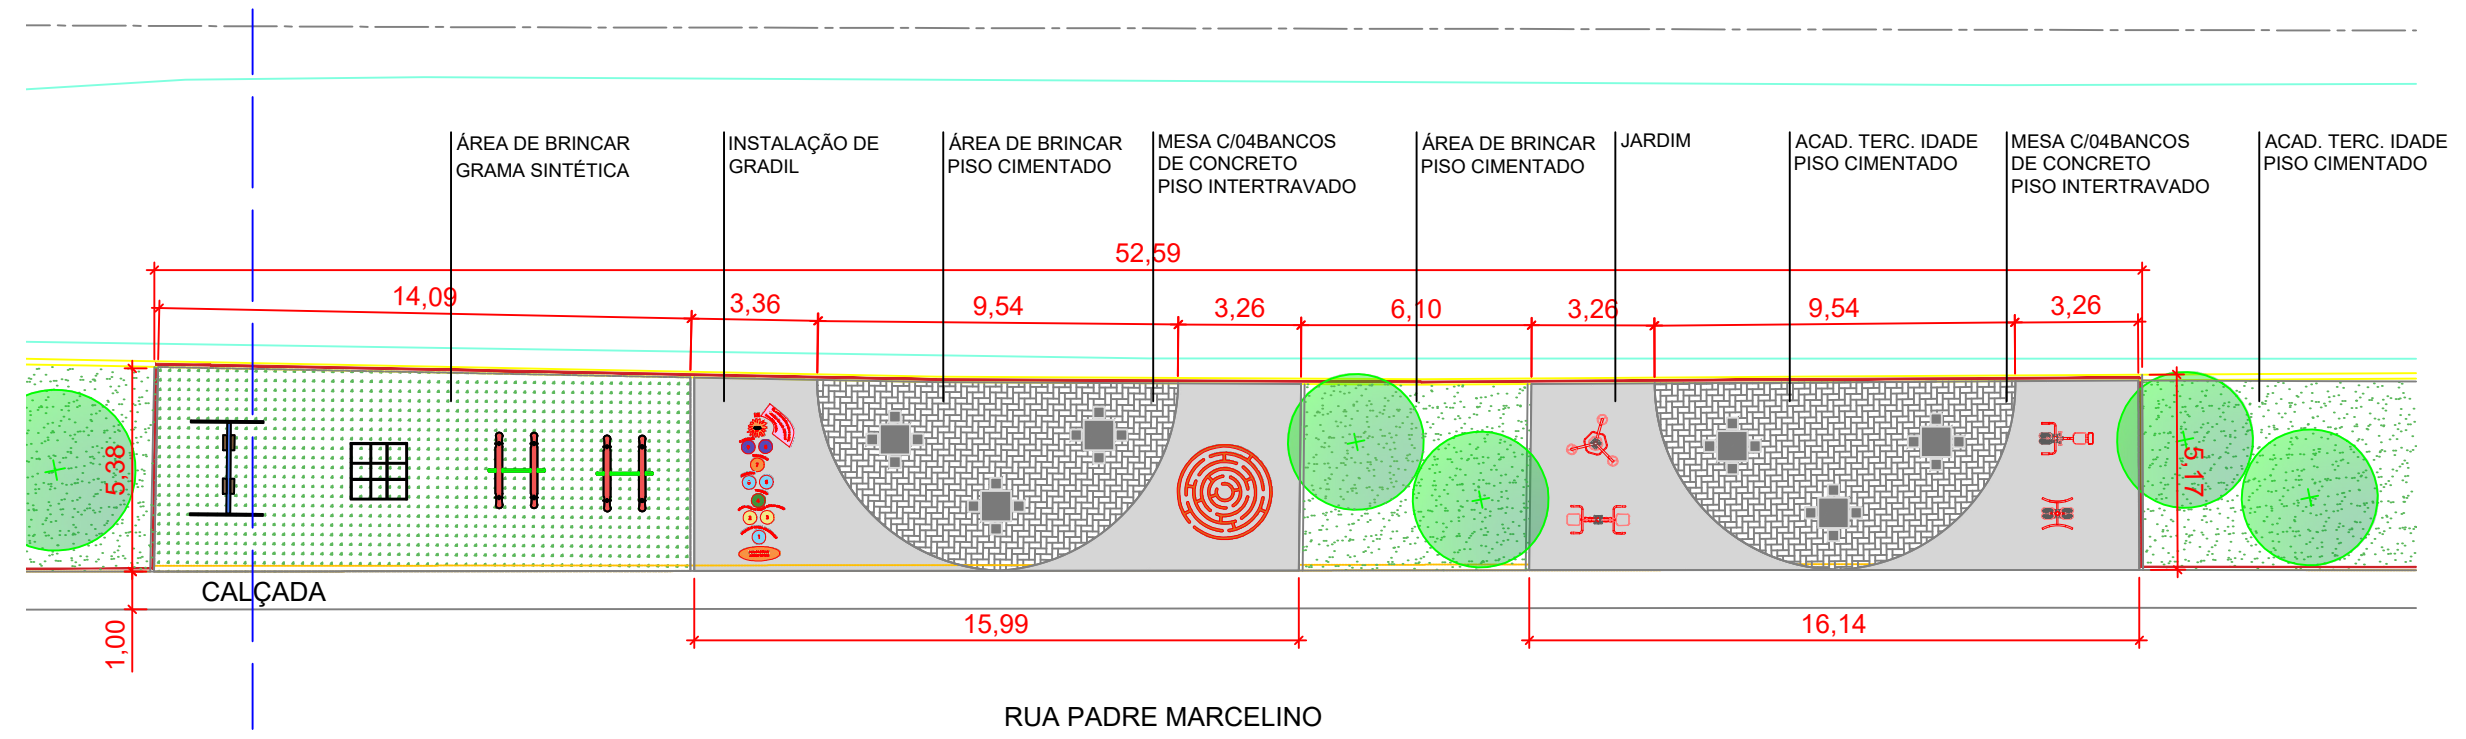 ÁREA DE BRINCAR
GRAMA SINTÉTICA
INSTALAÇÃO DE
GRADIL
ÁREA DE BRINCAR
PISO CIMENTADO
MESA C/04BANCOS
DE CONCRETO
PISO INTERTRAVADO
ÁREA DE BRINCAR
PISO CIMENTADO
JARDIM
ACAD. TERC. IDADE
PISO CIMENTADO
MESA C/04BANCOS
DE CONCRETO
PISO INTERTRAVADO
ACAD. TERC. IDADE
PISO CIMENTADO
52,59
14,09
3,36
9,54
3,26
6,10
3,26
9,54
3,26
5,38
5,17
CALÇADA
1,00
15,99
16,14
RUA PADRE MARCELINO